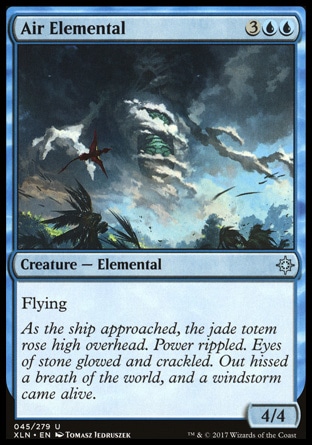 Air Elemental 3
Creature — Elemental
Flying
As the ship approached, the jade totem
rose high overhead. Power rippled. Eyes
of stone glowed and crackled. Out hissed
a breath of the world, and a windstorm
came alive.
4/4
045/279 U
XLN • EN Tomasz Jedruszek
™ & © 2017 Wizards of the Coast